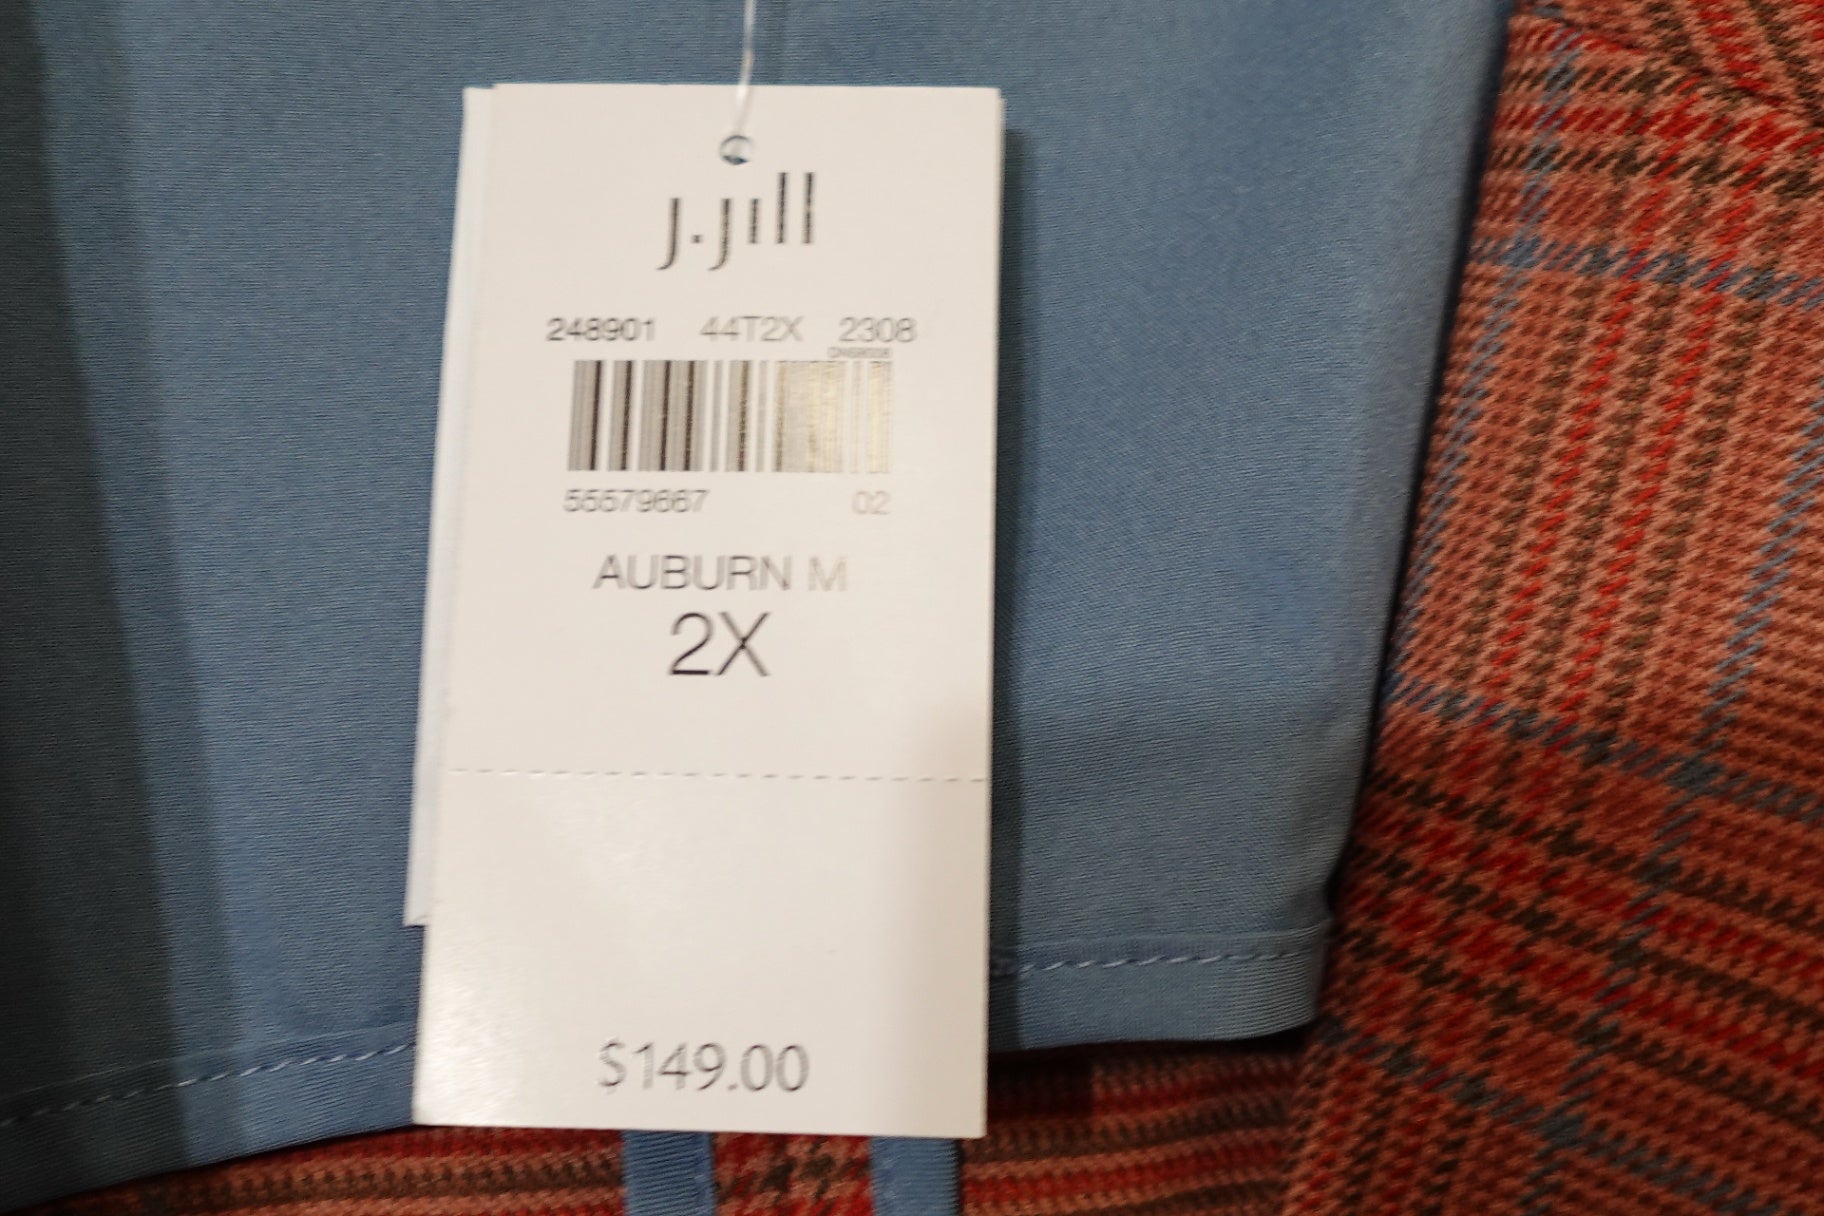 J.Jill
248901 44T2X 2308
55579667 02
AUBURN M
2X
$149.00